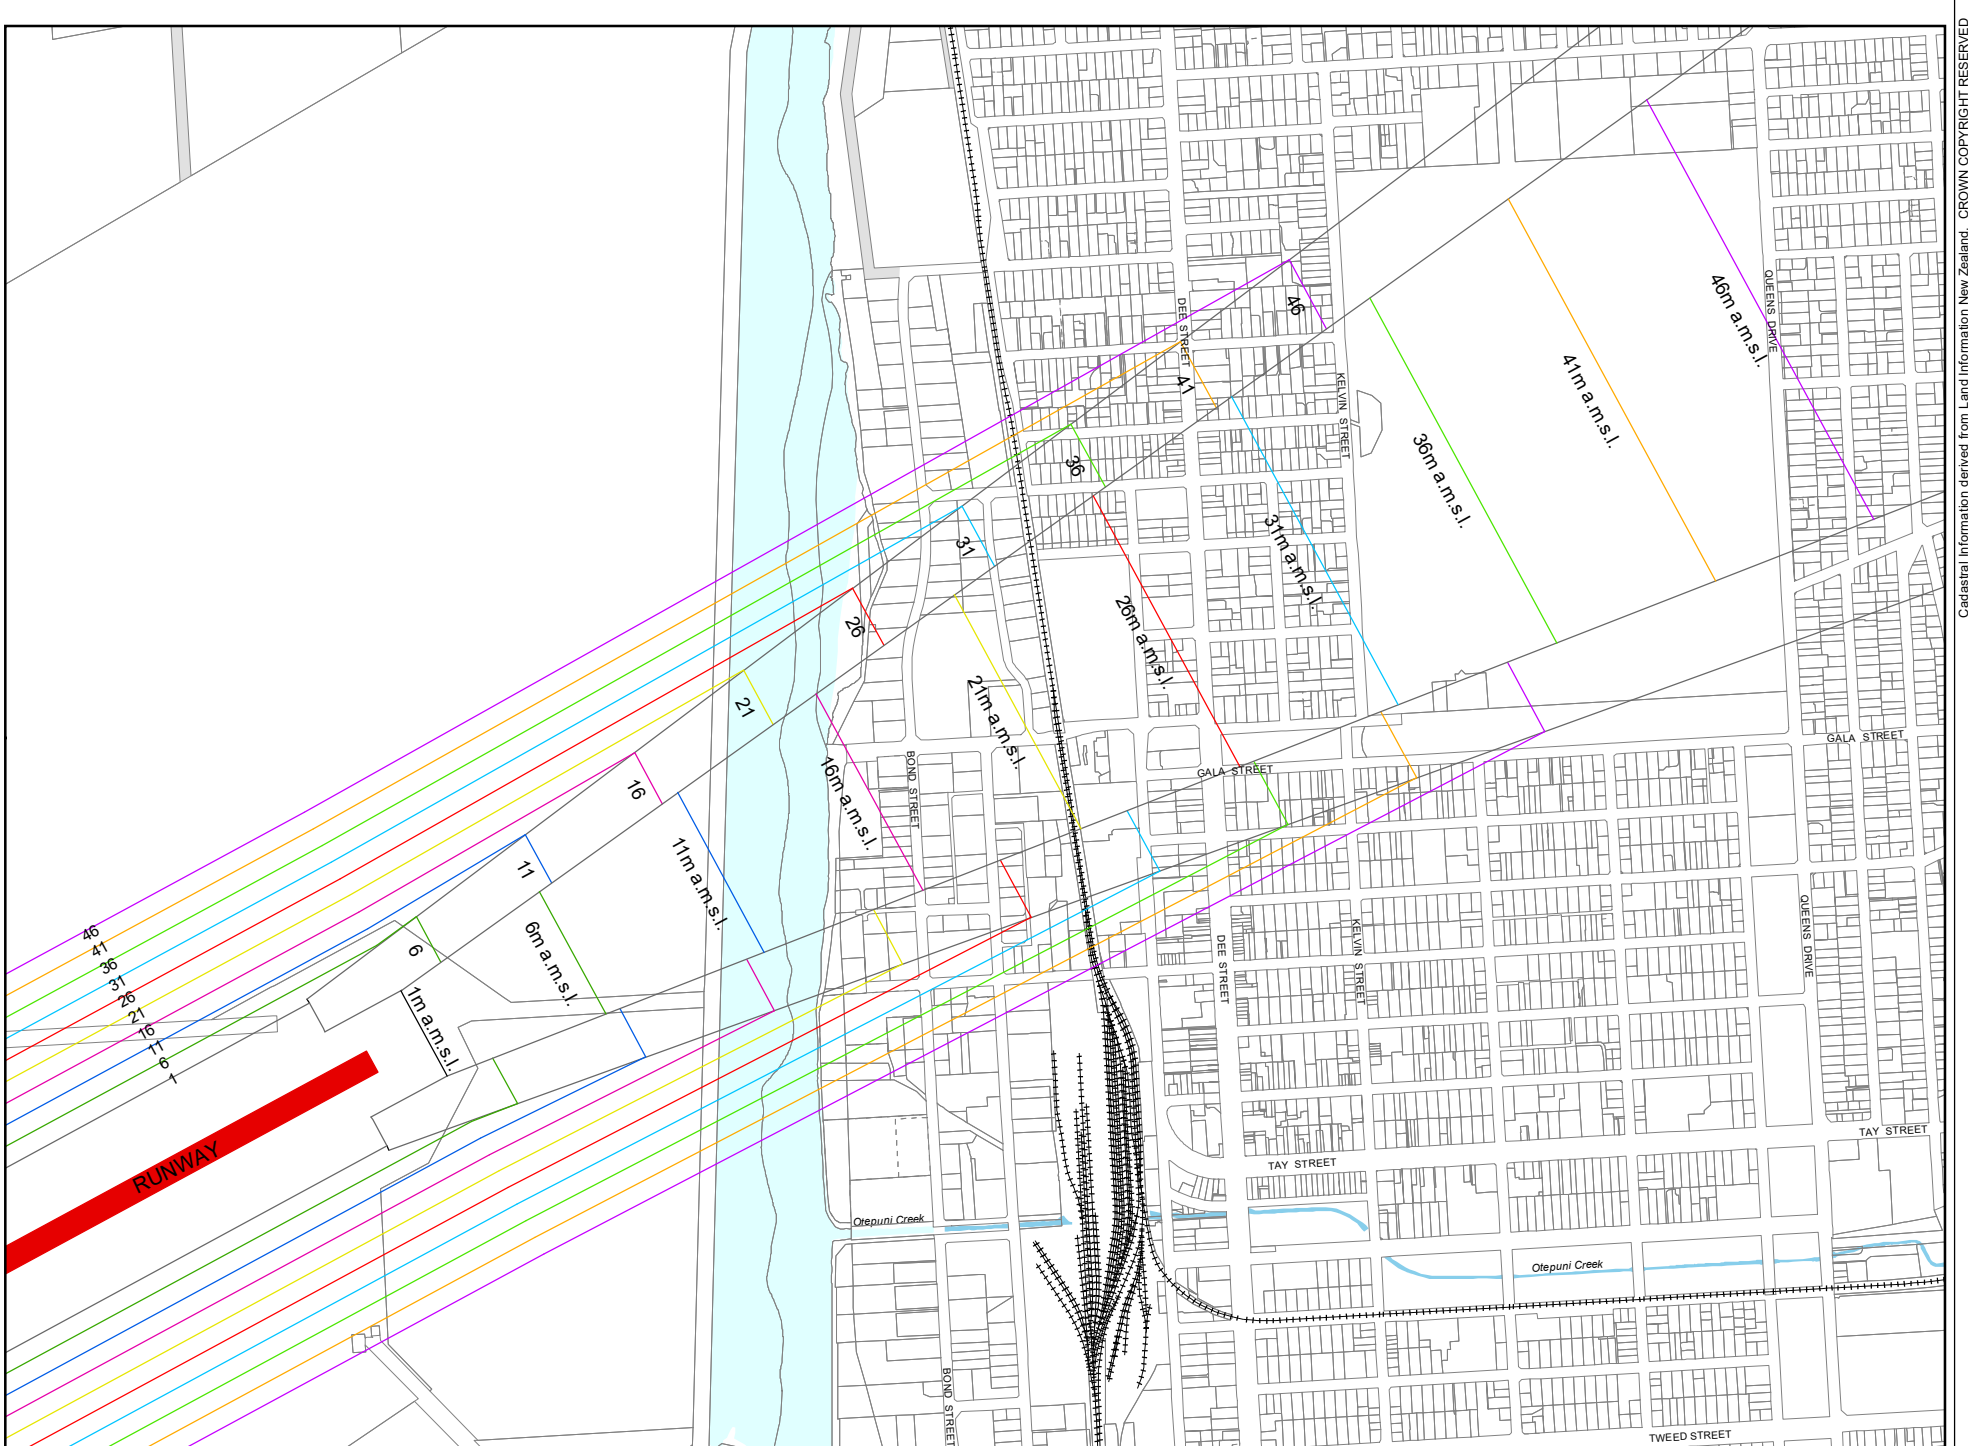 Cadastral Information derived from Land Information New Zealand. CROWN COPYRIGHT RESERVED
QUEENS DRIVE
46m a.m.s.l.
46
DEE STREET
41
41m a.m.s.l.
KELVIN STREET
36m a.m.s.l.
36
31m a.m.s.l.
31
26m a.m.s.l.
26
21m a.m.s.l.
21
GALA STREET
GALA STREET
BOND STREET
16m a.m.s.l.
16
11m a.m.s.l.
11
6m a.m.s.l.
6
1m a.m.s.l.
46
41
36
31
26
21
16
11
6
1
QUEENS DRIVE
KELVIN STREET
DEE STREET
RUNWAY
TAY STREET
TAY STREET
Otepuni Creek
Otepuni Creek
BOND STREET
TWEED STREET